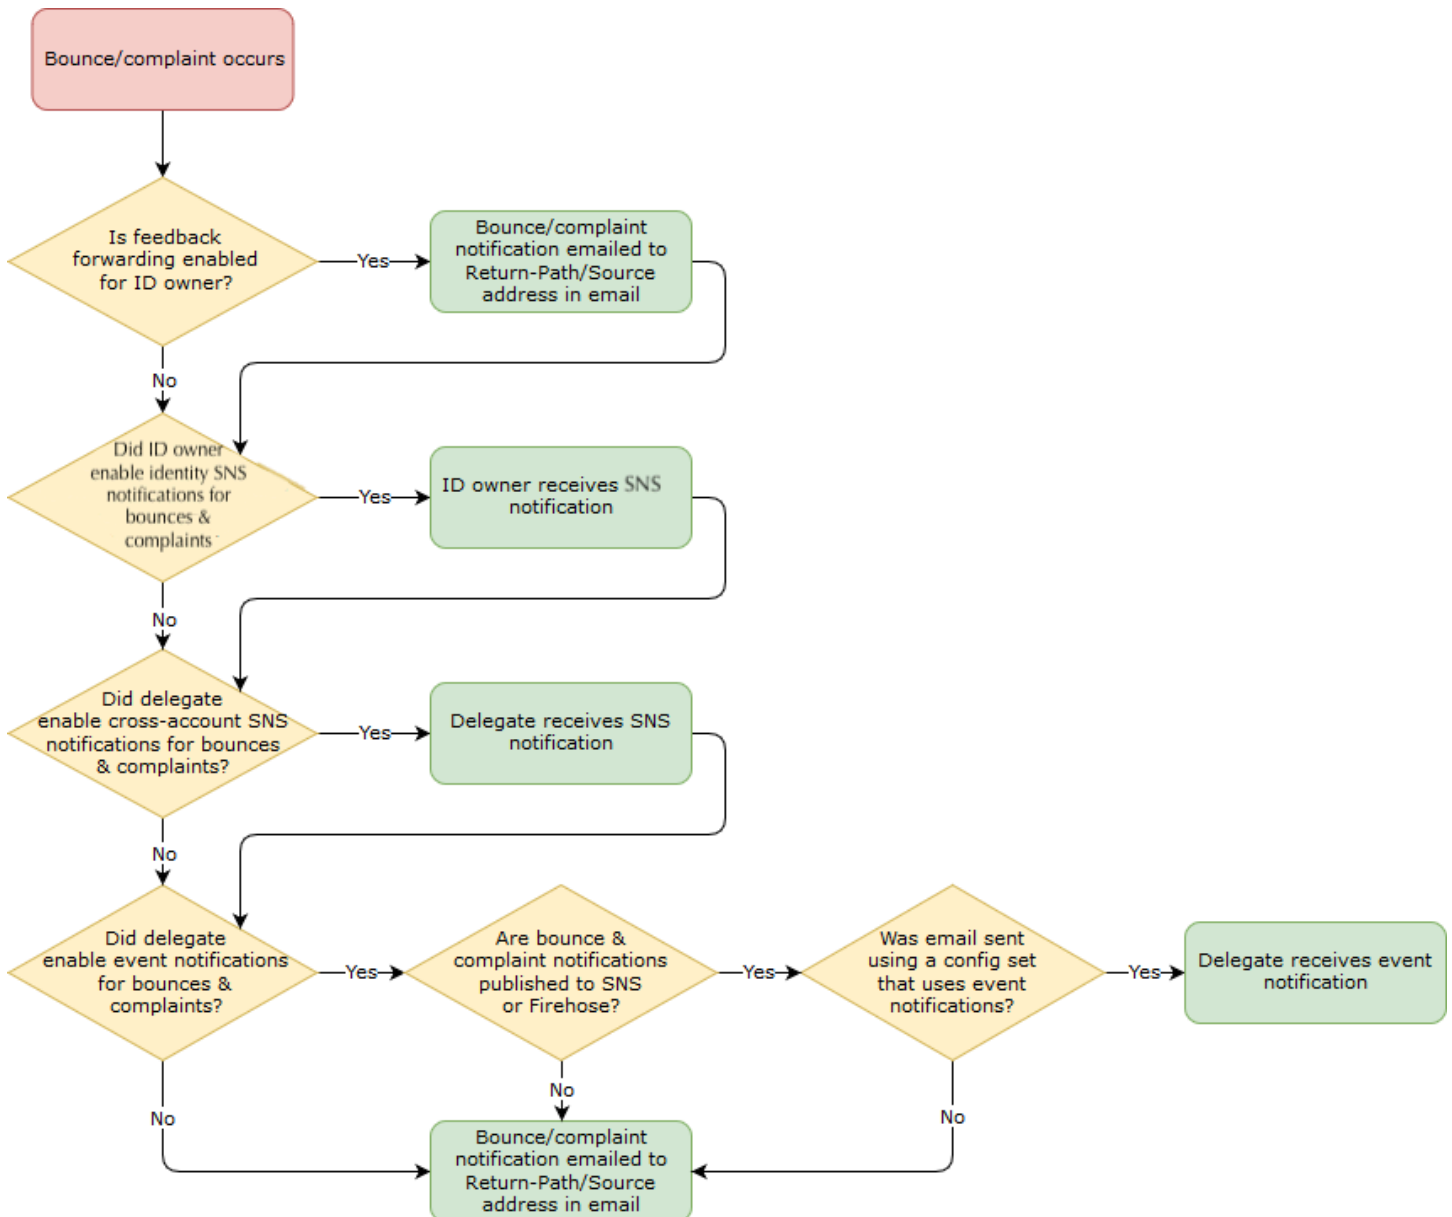 Bounce/complaint occurs
Is feedback
forwarding enabled
for ID owner?
Yes
Bounce/complaint
notification emailed to
Return-Path/Source
address in email
No
Did ID owner
enable identity SNS
notifications for
bounces &
complaints
Yes
ID owner receives SNS
notification
No
Did delegate
enable cross-account SNS
notifications for bounces
& complaints?
Yes
Delegate receives SNS
notification
No
Did delegate
enable event notifications
for bounces &
complaints?
Yes
Are bounce &
complaint notifications
published to SNS
or Firehose?
Yes
Was email sent
using a config set
that uses event
notifications?
Yes
Delegate receives event
notification
No
No
No
Bounce/complaint
notification emailed to
Return-Path/Source
address in email